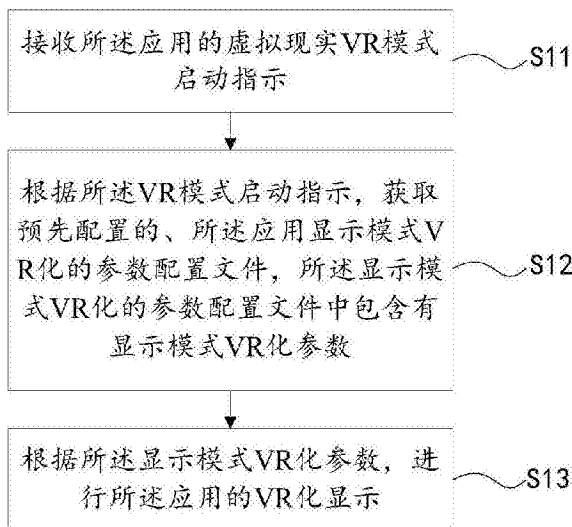 接收所述应用的虚拟现实VR模式
启动指示
S11
根据所述VR模式启动指示，获取
预先配置的、所述应用显示模式V
R化的参数配置文件，所述显示模
式VR化的参数配置文件中包含有
显示模式VR化参数
S12
根据所述显示模式VR化参数，进
行所述应用的VR化显示
S13